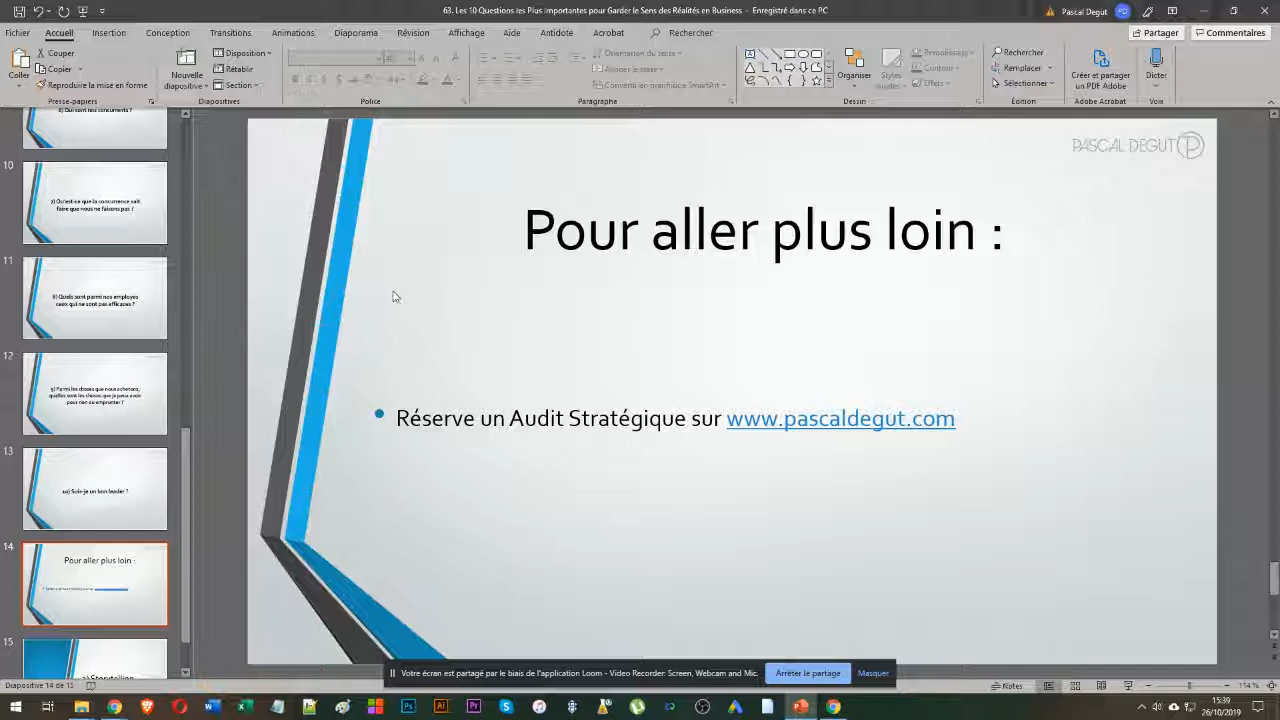 63. Les 10 Questions les Plus Importantes pour Garder le Sens des Réalités en Business. - Enregistré dans ce PC
Pascal Degut
PD
Fichier Accueil Insertion Conception Transitions Animations Diaporama Révision Affichage Aide Antidote Acrobat Rechercher
Partager
Commentaires
Coller
Couper
Copier
Reproduire la mise en forme
Presse-papiers
Nouvelle diapositive
Disposition
Rétablir
Section
Diapositives
Police
Orientation du texte
Aligner le texte
Convertir en graphique SmartArt
Paragraphe
Organiser
Styles rapides
Remplissage
Contour
Effets
Dessin
Rechercher
Remplacer
Sélectionner
Édition
Créer et partager
un PDF Adobe
Adobe Acrobat
Dicter
Voix
6) Qui sont nos concurrents ?
10
7) Qu'est-ce que la concurrence sait
faire que nous ne faisons pas ?
11
8) Quels sont parmi nos employés
ceux qui ne sont pas efficaces ?
12
9) Parmi les choses que nous achetons,
quelles sont les choses que je peux avoir
pour rien ou emprunter ?
13
10) Suis-je un bon leader ?
14
Pour aller plus loin :
15
PASCAL DEGUT
Pour aller plus loin :
• Réserve un Audit Stratégique sur www.pascaldegut.com
Votre écran est partagé par le biais de l'application Loom - Video Recorder: Screen, Webcam and Mic.
Arrêter le partage
Masquer
Diapositive 14 de 15
Notes
15:39
26/10/2019